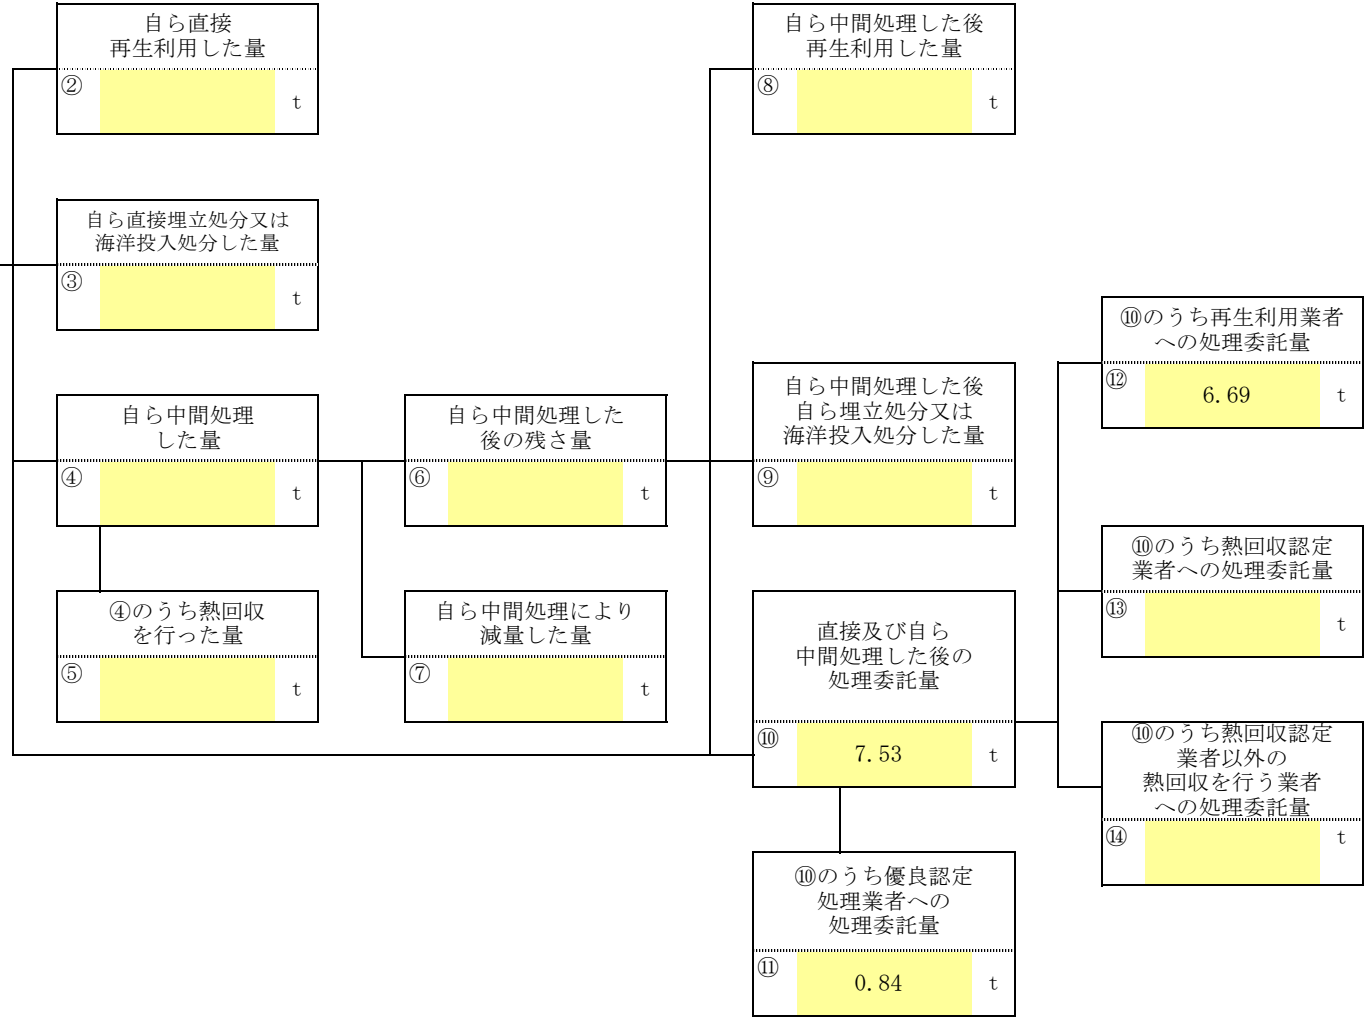 自ら直接
再生利用した量
②
t
自ら中間処理した後
再生利用した量
⑧
t
自ら直接埋立処分又は
海洋投入処分した量
③
t
⑩のうち再生利用業者
への処理委託量
⑫
6.69
t
自ら中間処理
した量
④
t
自ら中間処理した
後の残さ量
⑥
t
自ら中間処理した後
自ら埋立処分又は
海洋投入処分した量
⑨
t
⑩のうち熱回収認定
業者への処理委託量
⑬
t
④のうち熱回収
を行った量
⑤
t
自ら中間処理により
減量した量
⑦
t
直接及び自ら
中間処理した後の
処理委託量
⑩
7.53
t
⑩のうち熱回収認定
業者以外の
熱回収を行う業者
への処理委託量
⑭
t
⑩のうち優良認定
処理業者への
処理委託量
⑪
0.84
t